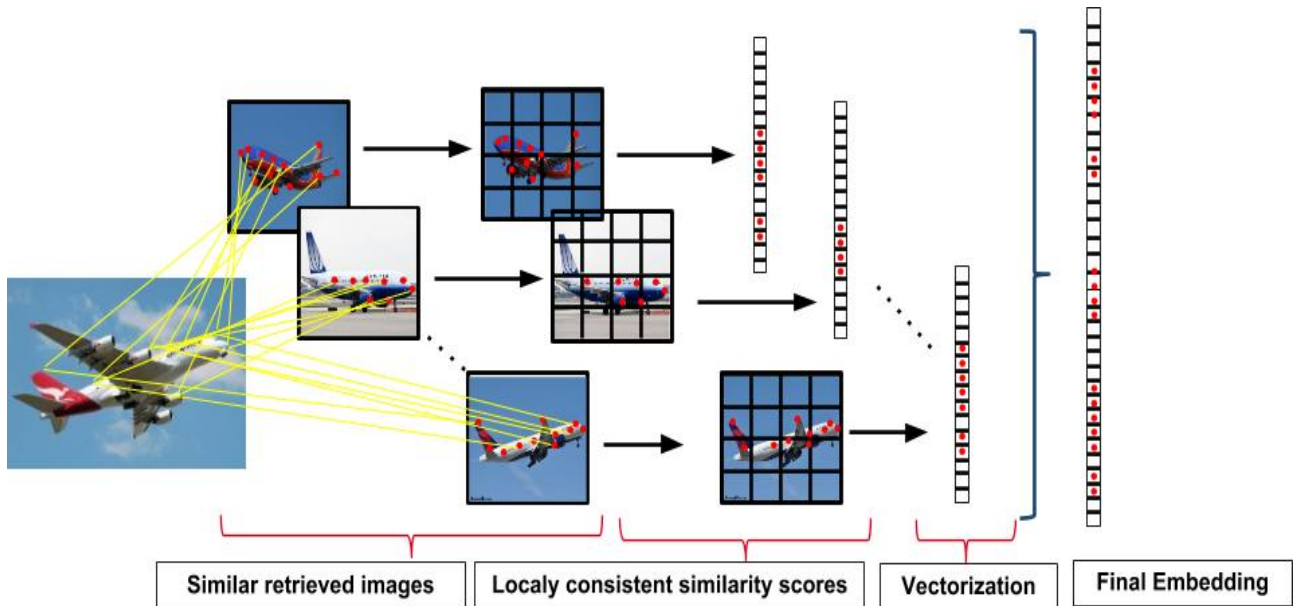 Similar retrieved images
Localy consistent similarity scores
Vectorization
Final Embedding